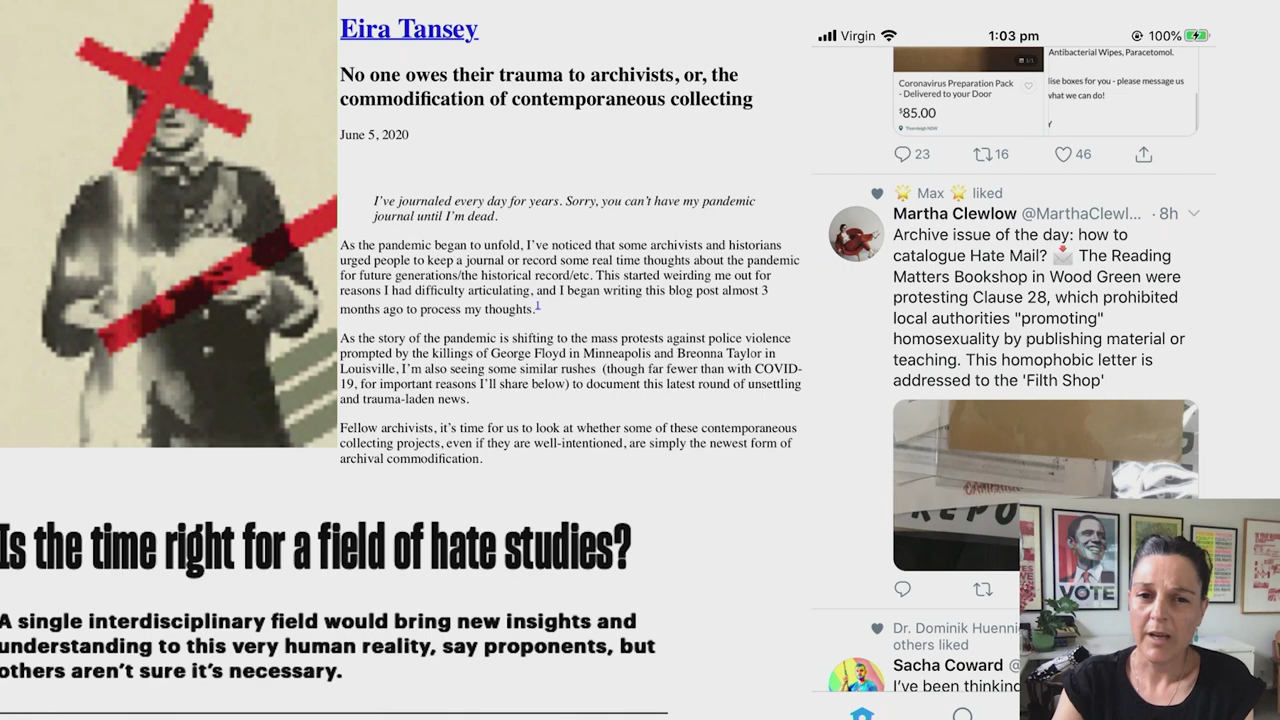 Eira Tansey
No one owes their trauma to archivists, or, the
commodification of contemporaneous collecting
June 5, 2020
I've journaled every day for years. Sorry, you can't have my pandemic
journal until I'm dead.
As the pandemic began to unfold, I've noticed that some archivists and historians
urged people to keep a journal or record some real time thoughts about the pandemic
for future generations/the historical record/etc. This started weirding me out for
reasons I had difficulty articulating, and I began writing this blog post almost 3
months ago to process my thoughts.1
As the story of the pandemic is shifting to the mass protests against police violence
prompted by the killings of George Floyd in Minneapolis and Breonna Taylor in
Louisville, I'm also seeing some similar rushes (though far fewer than with COVID-
19, for important reasons I'll share below) to document this latest round of unsettling
and trauma-laden news.
Fellow archivists, it's time for us to look at whether some of these contemporaneous
collecting projects, even if they are well-intentioned, are simply the newest form of
archival commodification.
Is the time right for a field of hate studies?
A single interdisciplinary field would bring new insights and
understanding to this very human reality, say proponents, but
others aren't sure it's necessary.
Virgin 1:03 pm 100%
Antibacterial Wipes, Paracetomol.
Coronavirus Preparation Pack
- Delivered to your Door
$85.00
Thornleigh NSW
lise boxes for you - please message us
vhat we can do!
23 16 46
Max liked
Martha Clewlow @MarthaClewl... · 8h
Archive issue of the day: how to
catalogue Hate Mail? The Reading
Matters Bookshop in Wood Green were
protesting Clause 28, which prohibited
local authorities "promoting"
homosexuality by publishing material or
teaching. This homophobic letter is
addressed to the 'Filth Shop'
REPO
Dr. Dominik Huenni
others liked
Sacha Coward @
I've been thinking
VOTE